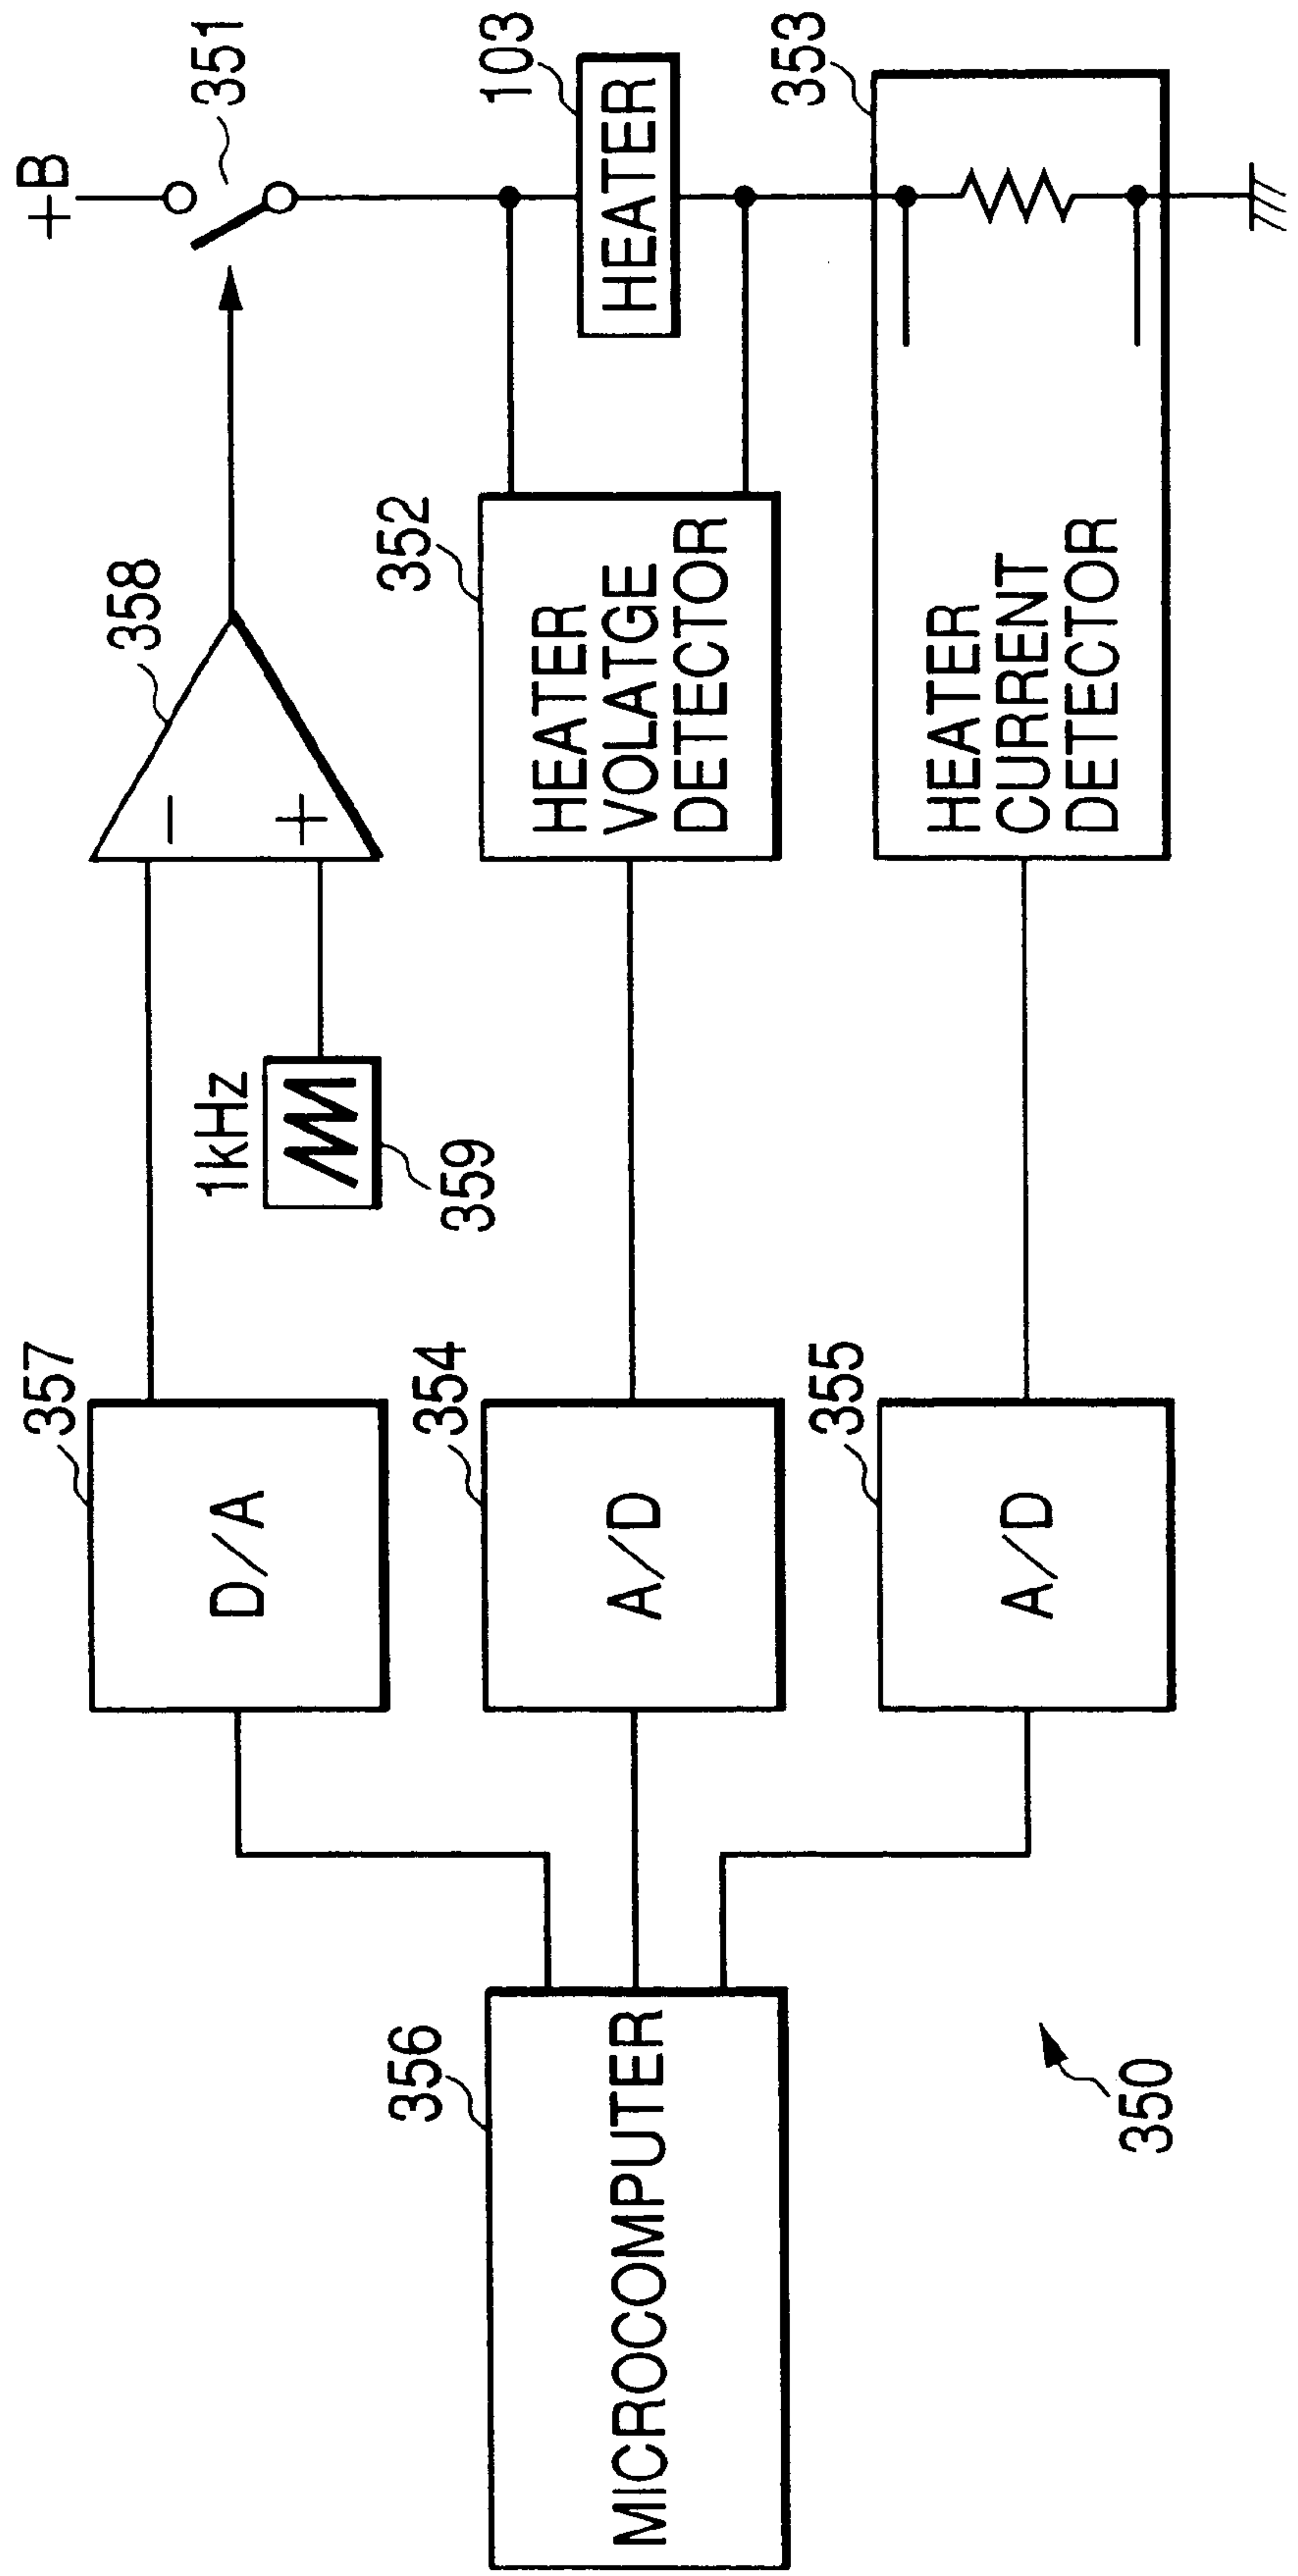 +B
351
358
357
1kHz
359
D/A
103
HEATER
352
HEATER
VOLATGE
DETECTOR
354
A/D
356
MICROCOMPUTER
353
HEATER
CURRENT
DETECTOR
355
A/D
350
−
+